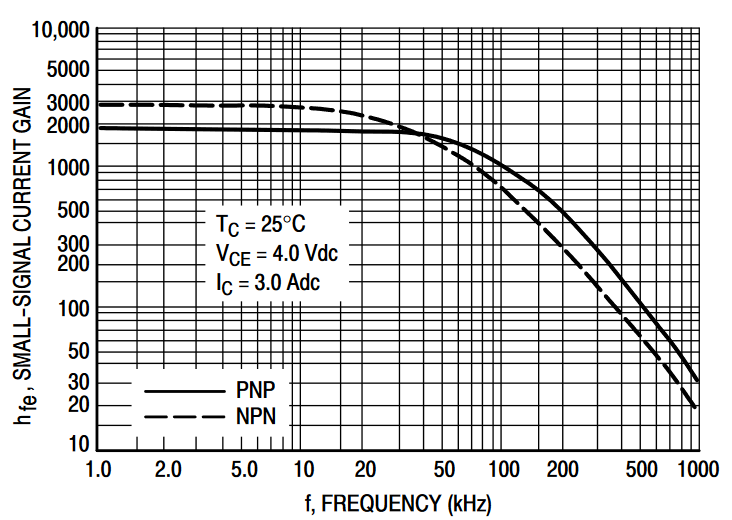 10,000
5000
3000
2000
1000
500
300
200
100
50
30
20
10
hfe, SMALL-SIGNAL CURRENT GAIN
TC = 25°C
VCE = 4.0 Vdc
IC = 3.0 Adc
PNP
NPN
1.0 2.0 5.0 10 20 50 100 200 500 1000
f, FREQUENCY (kHz)